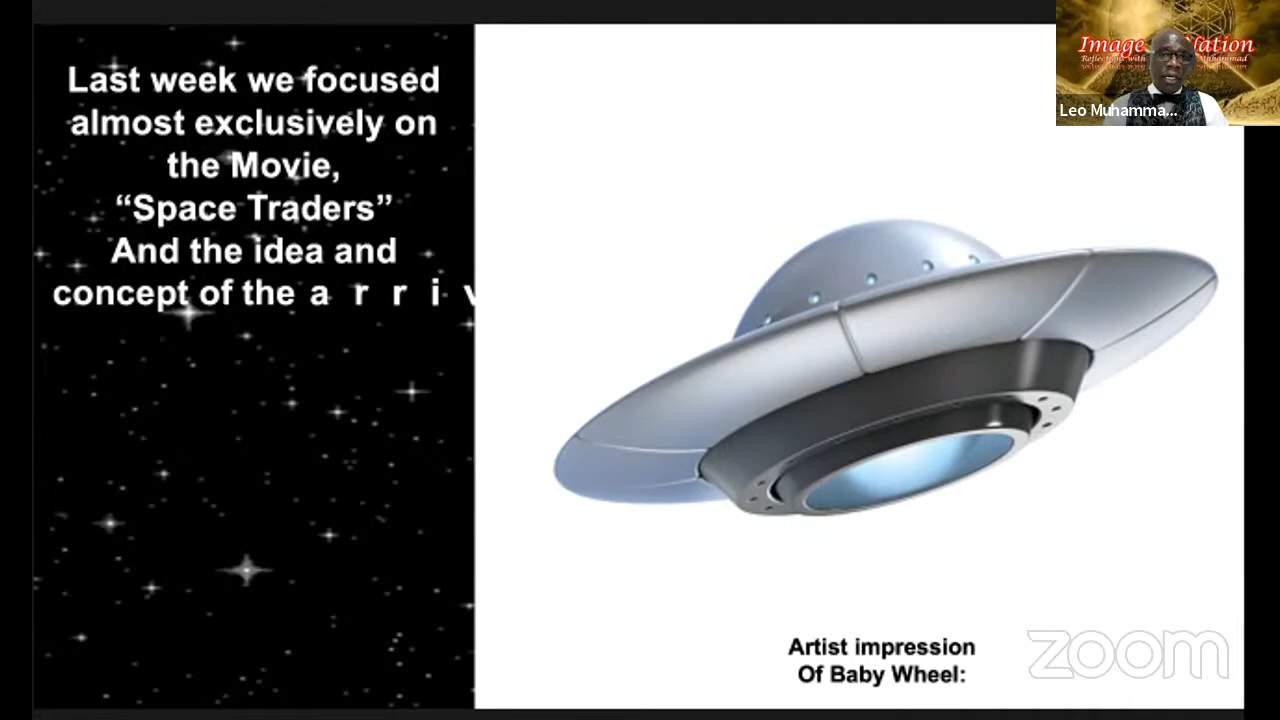 Last week we focused
almost exclusively on
the Movie,
“Space Traders”
And the idea and
concept of the a r r i v
Image Nation
Leo Muhamma...
Artist impression
Of Baby Wheel:
zoom